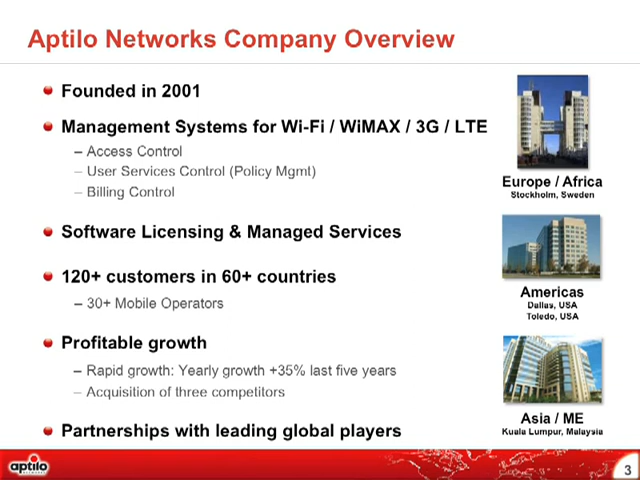 Aptilo Networks Company Overview
Founded in 2001
Management Systems for Wi-Fi / WiMAX / 3G / LTE
– Access Control
– User Services Control (Policy Mgmt)
– Billing Control
Software Licensing & Managed Services
120+ customers in 60+ countries
– 30+ Mobile Operators
Profitable growth
– Rapid growth: Yearly growth +35% last five years
– Acquisition of three competitors
Partnerships with leading global players
Europe / Africa
Stockholm, Sweden
Americas
Dallas, USA
Toledo, USA
Asia / ME
Kuala Lumpur, Malaysia
aptilo
NETWORKS
3